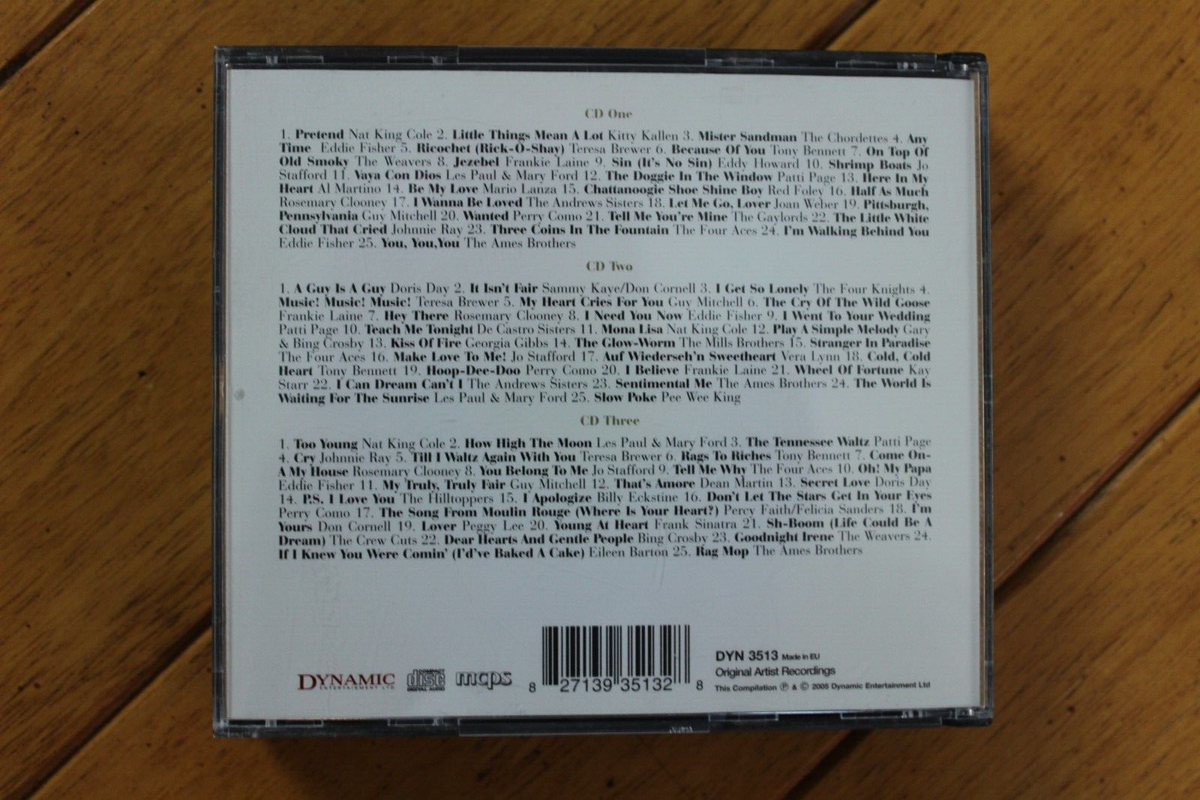 CD One
1. Pretend Nat King Cole 2. Little Things Mean A Lot Kitty Kallen 3. Mister Sandman The Chordettes 4. Any
Time Eddie Fisher 5. Ricochet (Rick-O-Shay) Teresa Brewer 6. Because Of You Tony Bennett 7. On Top Of
Old Smoky The Weavers 8. Jezebel Frankie Laine 9. Sin (It's No Sin) Eddy Howard 10. Shrimp Boats Jo
Stafford 11. Vaya Con Dios Les Paul & Mary Ford 12. The Doggie In The Window Patti Page 13. Here In My
Heart Al Martino 14. Be My Love Mario Lanza 15. Chattanoogie Shoe Shine Boy Red Foley 16. Half As Much
Rosemary Clooney 17. I Wanna Be Loved The Andrews Sisters 18. Let Me Go, Lover Joan Weber 19. Pittsburgh,
Pennsylvania Guy Mitchell 20. Wanted Perry Como 21. Tell Me You're Mine The Gaylords 22. The Little White
Cloud That Cried Johnnie Ray 23. Three Coins In The Fountain The Four Aces 24. I'm Walking Behind You
Eddie Fisher 25. You, You,You The Ames Brothers
CD Two
1. A Guy Is A Guy Doris Day 2. It Isn't Fair Sammy Kaye/Don Cornell 3. I Get So Lonely The Four Knights 4.
Music! Music! Music! Teresa Brewer 5. My Heart Cries For You Guy Mitchell 6. The Cry Of The Wild Goose
Frankie Laine 7. Hey There Rosemary Clooney 8. I Need You Now Eddie Fisher 9. I Went To Your Wedding
Patti Page 10. Teach Me Tonight De Castro Sisters 11. Mona Lisa Nat King Cole 12. Play A Simple Melody Gary
& Bing Crosby 13. Kiss Of Fire Georgia Gibbs 14. The Glow-Worm The Mills Brothers 15. Stranger In Paradise
The Four Aces 16. Make Love To Me! Jo Stafford 17. Auf Wiederseh'n Sweetheart Vera Lynn 18. Cold, Cold
Heart Tony Bennett 19. Hoop-Dee-Doo Perry Como 20. I Believe Frankie Laine 21. Wheel Of Fortune Kay
Starr 22. I Can Dream Can't I The Andrews Sisters 23. Sentimental Me The Ames Brothers 24. The World Is
Waiting For The Sunrise Les Paul & Mary Ford 25. Slow Poke Pee Wee King
CD Three
1. Too Young Nat King Cole 2. How High The Moon Les Paul & Mary Ford 3. The Tennessee Waltz Patti Page
4. Cry Johnnie Ray 5. Till I Waltz Again With You Teresa Brewer 6. Rags To Riches Tony Bennett 7. Come On-
A My House Rosemary Clooney 8. You Belong To Me Jo Stafford 9. Tell Me Why The Four Aces 10. Oh! My Papa
Eddie Fisher 11. My Truly, Truly Fair Guy Mitchell 12. That's Amore Dean Martin 13. Secret Love Doris Day
14. P.S. I Love You The Hilltoppers 15. I Apologize Billy Eckstine 16. Don't Let The Stars Get In Your Eyes
Perry Como 17. The Song From Moulin Rouge (Where Is Your Heart?) Percy Faith/Felicia Sanders 18. I'm
Yours Don Cornell 19. Lover Peggy Lee 20. Young At Heart Frank Sinatra 21. Sh-Boom (Life Could Be A
Dream) The Crew Cuts 22. Dear Hearts And Gentle People Bing Crosby 23. Goodnight Irene The Weavers 24.
If I Knew You Were Comin' (I'd've Baked A Cake) Eileen Barton 25. Rag Mop The Ames Brothers
DYNAMIC
ENTERTAINMENT LTD
COMPACT
disc
DIGITAL AUDIO
mcps
8 27139 35132 8
DYN 3513 Made in EU
Original Artist Recordings
This Compilation ℗ & © 2005 Dynamic Entertainment Ltd